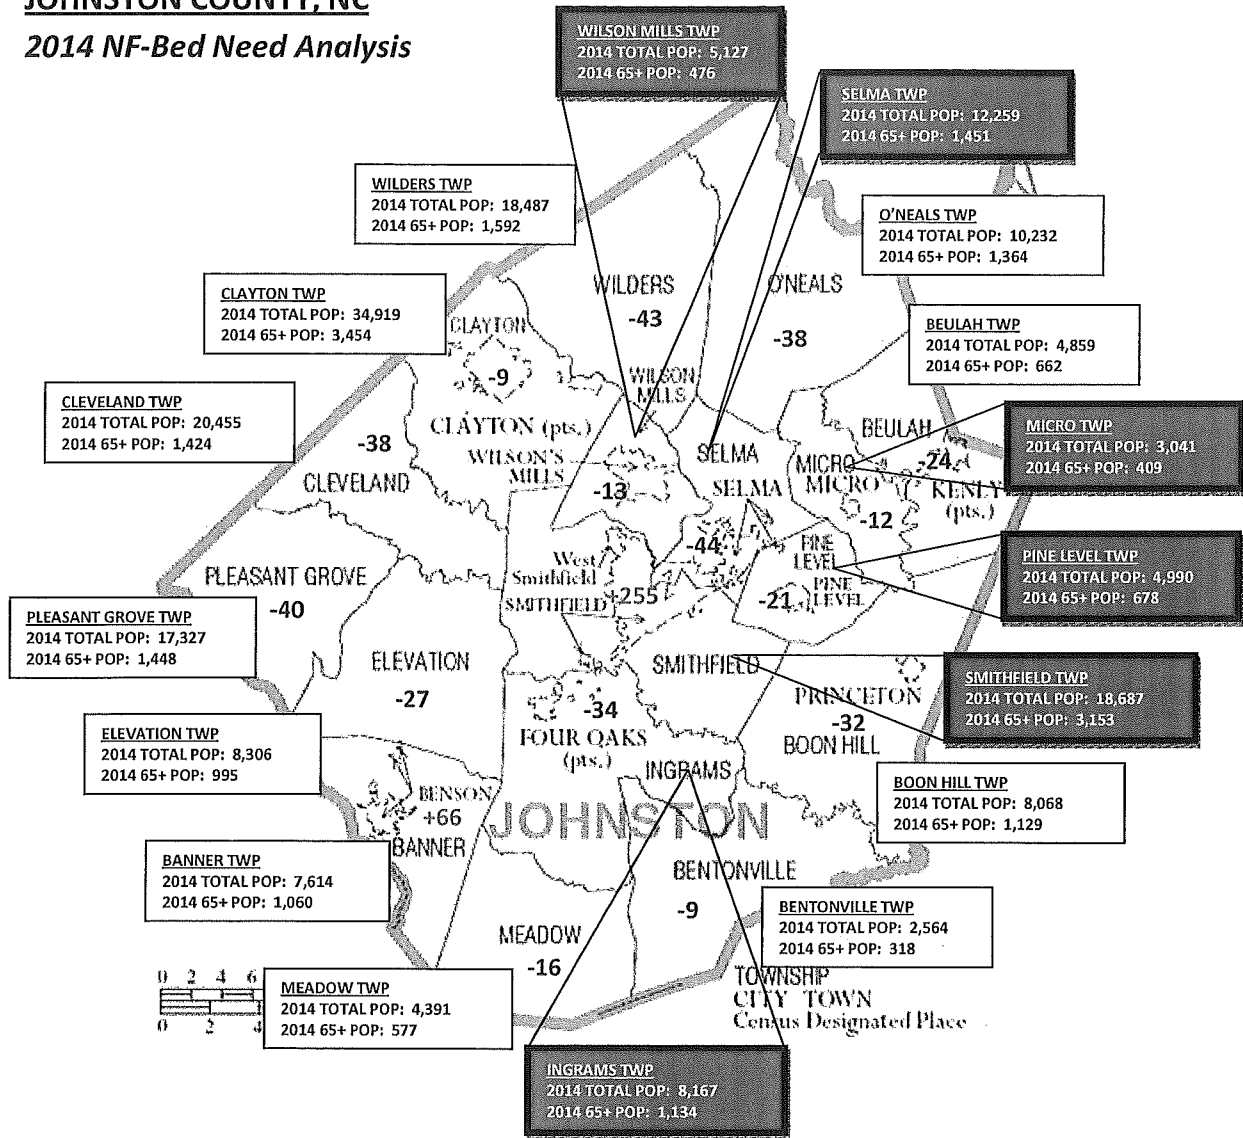 JOHNSTON COUNTY, NC
2014 NF-Bed Need Analysis
WILSON MILLS TWP
2014 TOTAL POP: 5,127
2014 65+ POP: 476
SELMA TWP
2014 TOTAL POP: 12,259
2014 65+ POP: 1,451
WILDERS TWP
2014 TOTAL POP: 18,487
2014 65+ POP: 1,592
O'NEALS TWP
2014 TOTAL POP: 10,232
2014 65+ POP: 1,364
CLAYTON TWP
2014 TOTAL POP: 34,919
2014 65+ POP: 3,454
BEULAH TWP
2014 TOTAL POP: 4,859
2014 65+ POP: 662
CLEVELAND TWP
2014 TOTAL POP: 20,455
2014 65+ POP: 1,424
MICRO TWP
2014 TOTAL POP: 3,041
2014 65+ POP: 409
PINE LEVEL TWP
2014 TOTAL POP: 4,990
2014 65+ POP: 678
PLEASANT GROVE TWP
2014 TOTAL POP: 17,327
2014 65+ POP: 1,448
SMITHFIELD TWP
2014 TOTAL POP: 18,687
2014 65+ POP: 3,153
ELEVATION TWP
2014 TOTAL POP: 8,306
2014 65+ POP: 995
BOON HILL TWP
2014 TOTAL POP: 8,068
2014 65+ POP: 1,129
BANNER TWP
2014 TOTAL POP: 7,614
2014 65+ POP: 1,060
BENTONVILLE TWP
2014 TOTAL POP: 2,564
2014 65+ POP: 318
MEADOW TWP
2014 TOTAL POP: 4,391
2014 65+ POP: 577
INGRAMS TWP
2014 TOTAL POP: 8,167
2014 65+ POP: 1,134
WILDERS
-43
O'NEALS
-38
CLAYTON
-9
CLAYTON (pts.)
WILSON
MILLS
WILSON'S
MILLS
-13
-38
CLEVELAND
SELMA
SELMA
-44
MICRO
MICRO
-12
BEULAH
-24
KENLY
(pts.)
PINE
LEVEL
PINE
LEVEL
-21
West
Smithfield
+255
SMITHFIELD
SMITHFIELD
PLEASANT GROVE
-40
ELEVATION
-27
-34
FOUR OAKS
(pts.)
PRINCETON
-32
BOON HILL
INGRAMS
BENSON
+66
BANNER
JOHNSTON
BENTONVILLE
-9
MEADOW
-16
0 2 4 6
0 2 4
TOWNSHIP
CITY TOWN
Census Designated Place